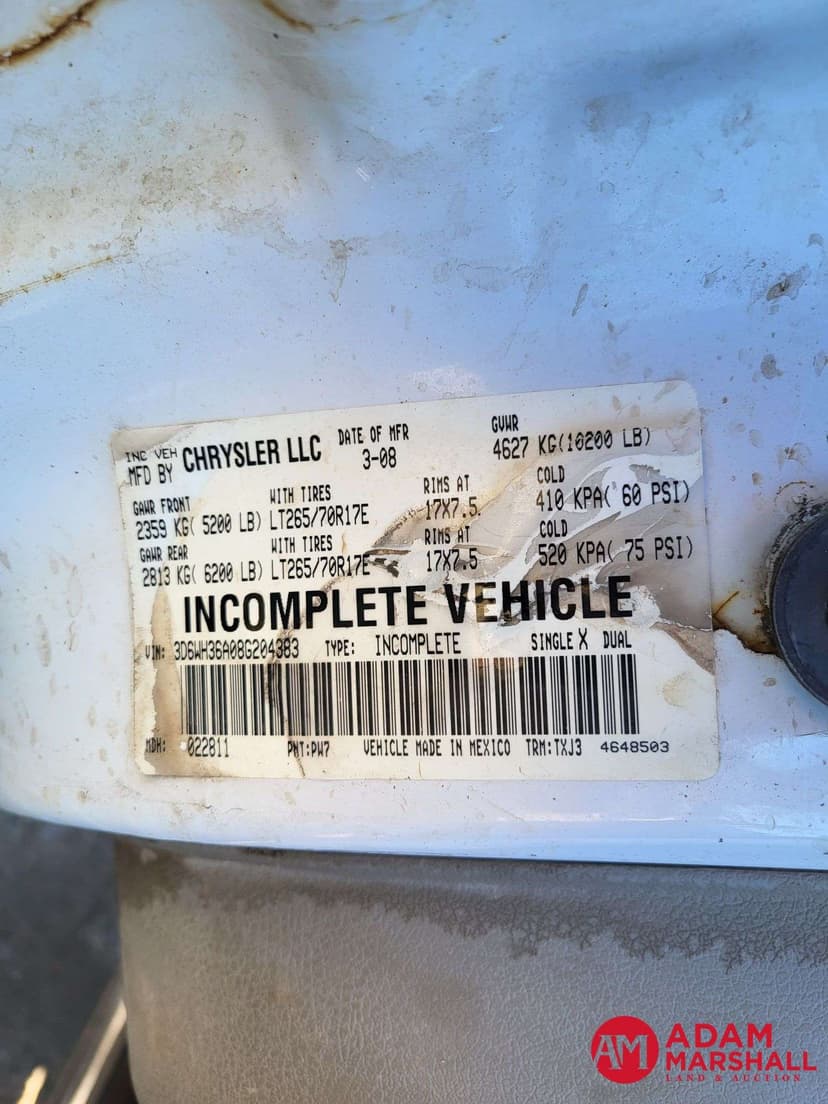 INC VEH
MFD BY CHRYSLER LLC
DATE OF MFR
3-08
GVWR
4627 KG(10200 LB)
GAWR FRONT WITH TIRES RIMS AT COLD
2359 KG( 5200 LB) LT265/70R17E 17X7.5 410 KPA( 60 PSI)
GAWR REAR WITH TIRES RIMS AT COLD
2813 KG( 6200 LB) LT265/70R17E 17X7.5 520 KPA( 75 PSI)
INCOMPLETE VEHICLE
VIN: 3D6WH36A08G204383 TYPE: INCOMPLETE SINGLE X DUAL
MDH: 022811 PNT:PW7 VEHICLE MADE IN MEXICO TRM:TXJ3 4648503
AM ADAM
MARSHALL
LAND & AUCTION